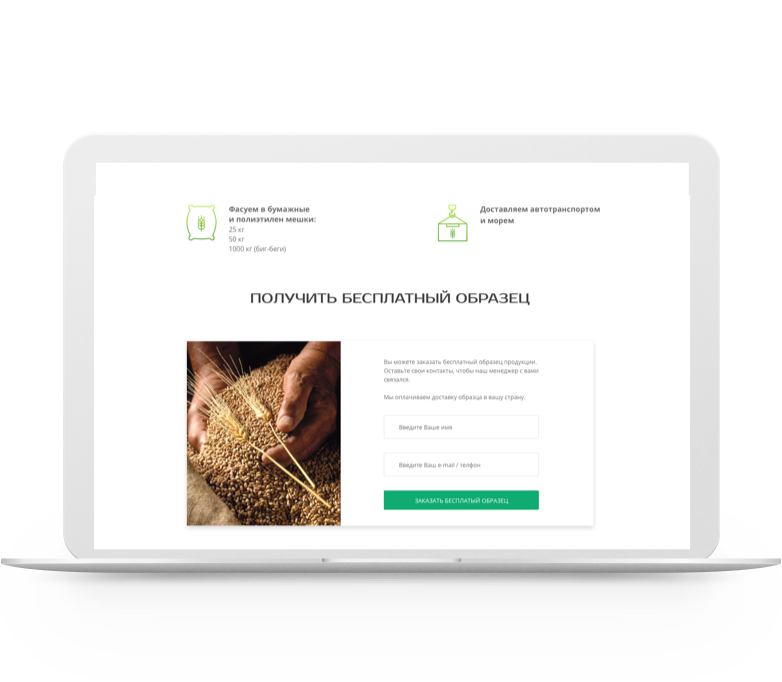 Фасуем в бумажные
и полиэтилен мешки:
25 кг
50 кг
1000 кг (биг-беги)
Доставляем автотранспортом
и морем
ПОЛУЧИТЬ БЕСПЛАТНЫЙ ОБРАЗЕЦ
Вы можете заказать бесплатный образец продукции.
Оставьте свои контакты, чтобы наш менеджер с вами
связался.
Мы оплачиваем доставку образца в вашу страну.
Введите Ваше имя
Введите Ваш e-mail / телфон
ЗАКАЗАТЬ БЕСПЛАТЫЙ ОБРАЗЕЦ